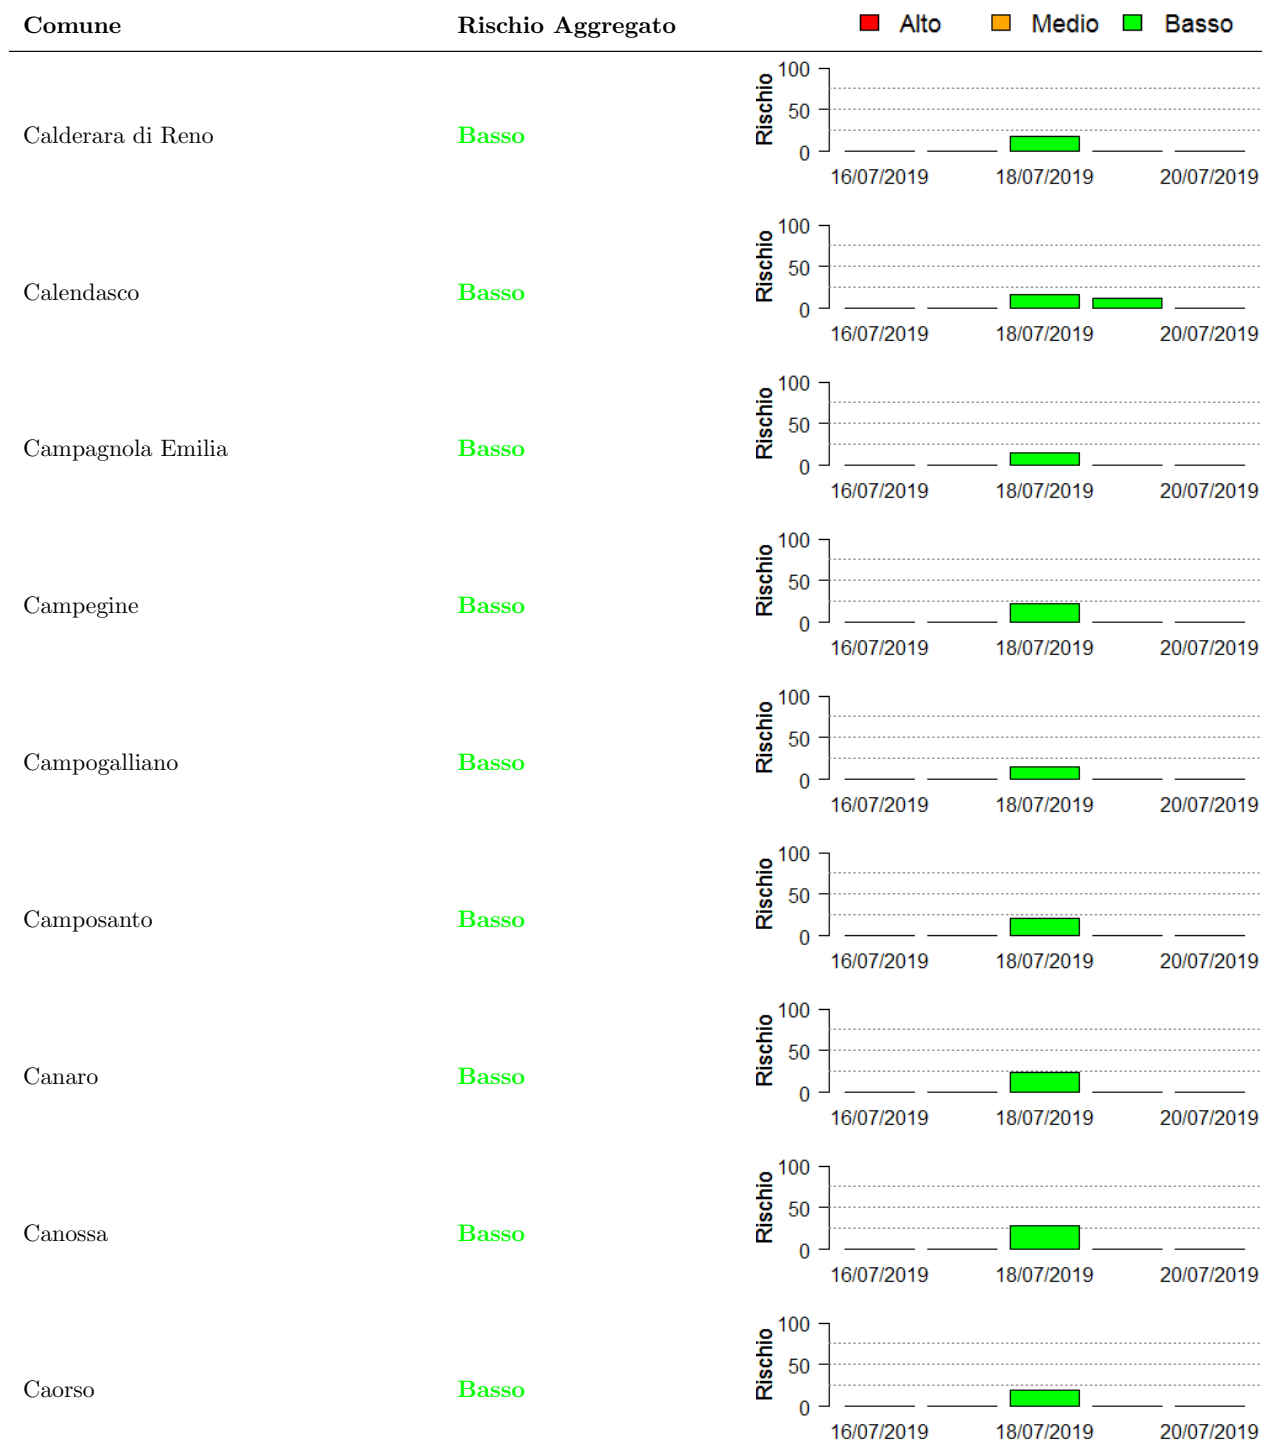 Comune Rischio Aggregato Alto Medio Basso
100
50
0
Rischio
Calderara di Reno Basso
16/07/2019 18/07/2019 20/07/2019
100
50
0
Rischio
Calendasco Basso
16/07/2019 18/07/2019 20/07/2019
100
50
0
Rischio
Campagnola Emilia Basso
16/07/2019 18/07/2019 20/07/2019
100
50
0
Rischio
Campegine Basso
16/07/2019 18/07/2019 20/07/2019
100
50
0
Rischio
Campogalliano Basso
16/07/2019 18/07/2019 20/07/2019
100
50
0
Rischio
Camposanto Basso
16/07/2019 18/07/2019 20/07/2019
100
50
0
Rischio
Canaro Basso
16/07/2019 18/07/2019 20/07/2019
100
50
0
Rischio
Canossa Basso
16/07/2019 18/07/2019 20/07/2019
100
50
0
Rischio
Caorso Basso
16/07/2019 18/07/2019 20/07/2019